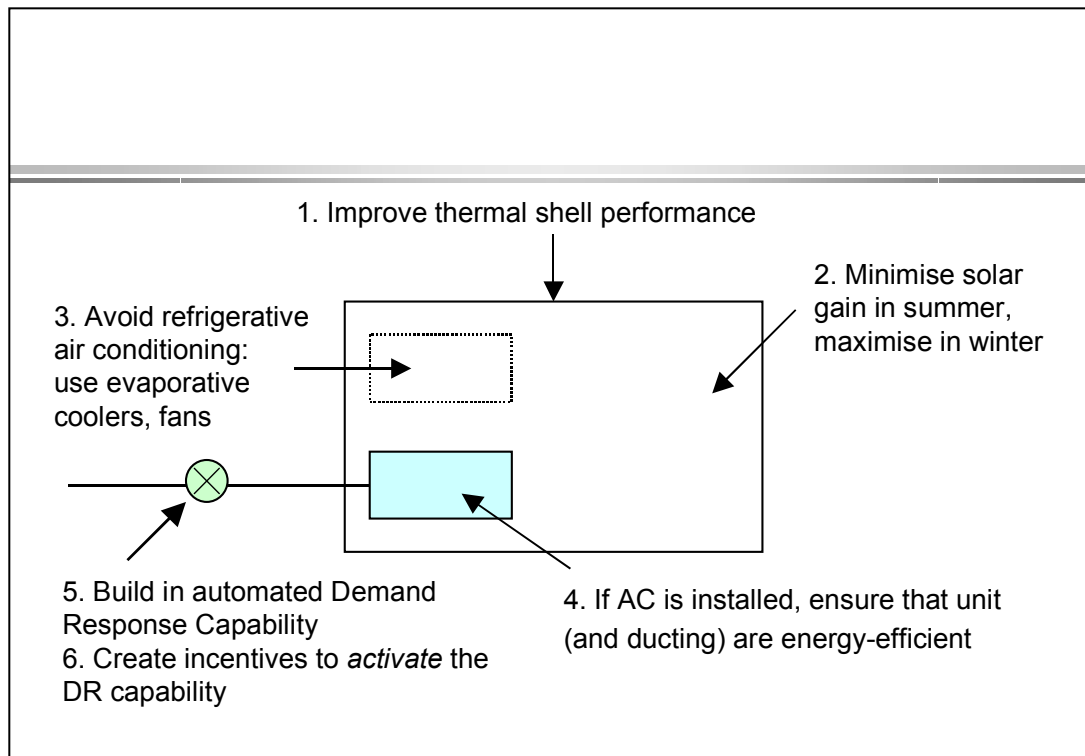 1. Improve thermal shell performance
2. Minimise solar
gain in summer,
maximise in winter
3. Avoid refrigerative
air conditioning:
use evaporative
coolers, fans
4. If AC is installed, ensure that unit
(and ducting) are energy-efficient
5. Build in automated Demand
Response Capability
6. Create incentives to activate the
DR capability